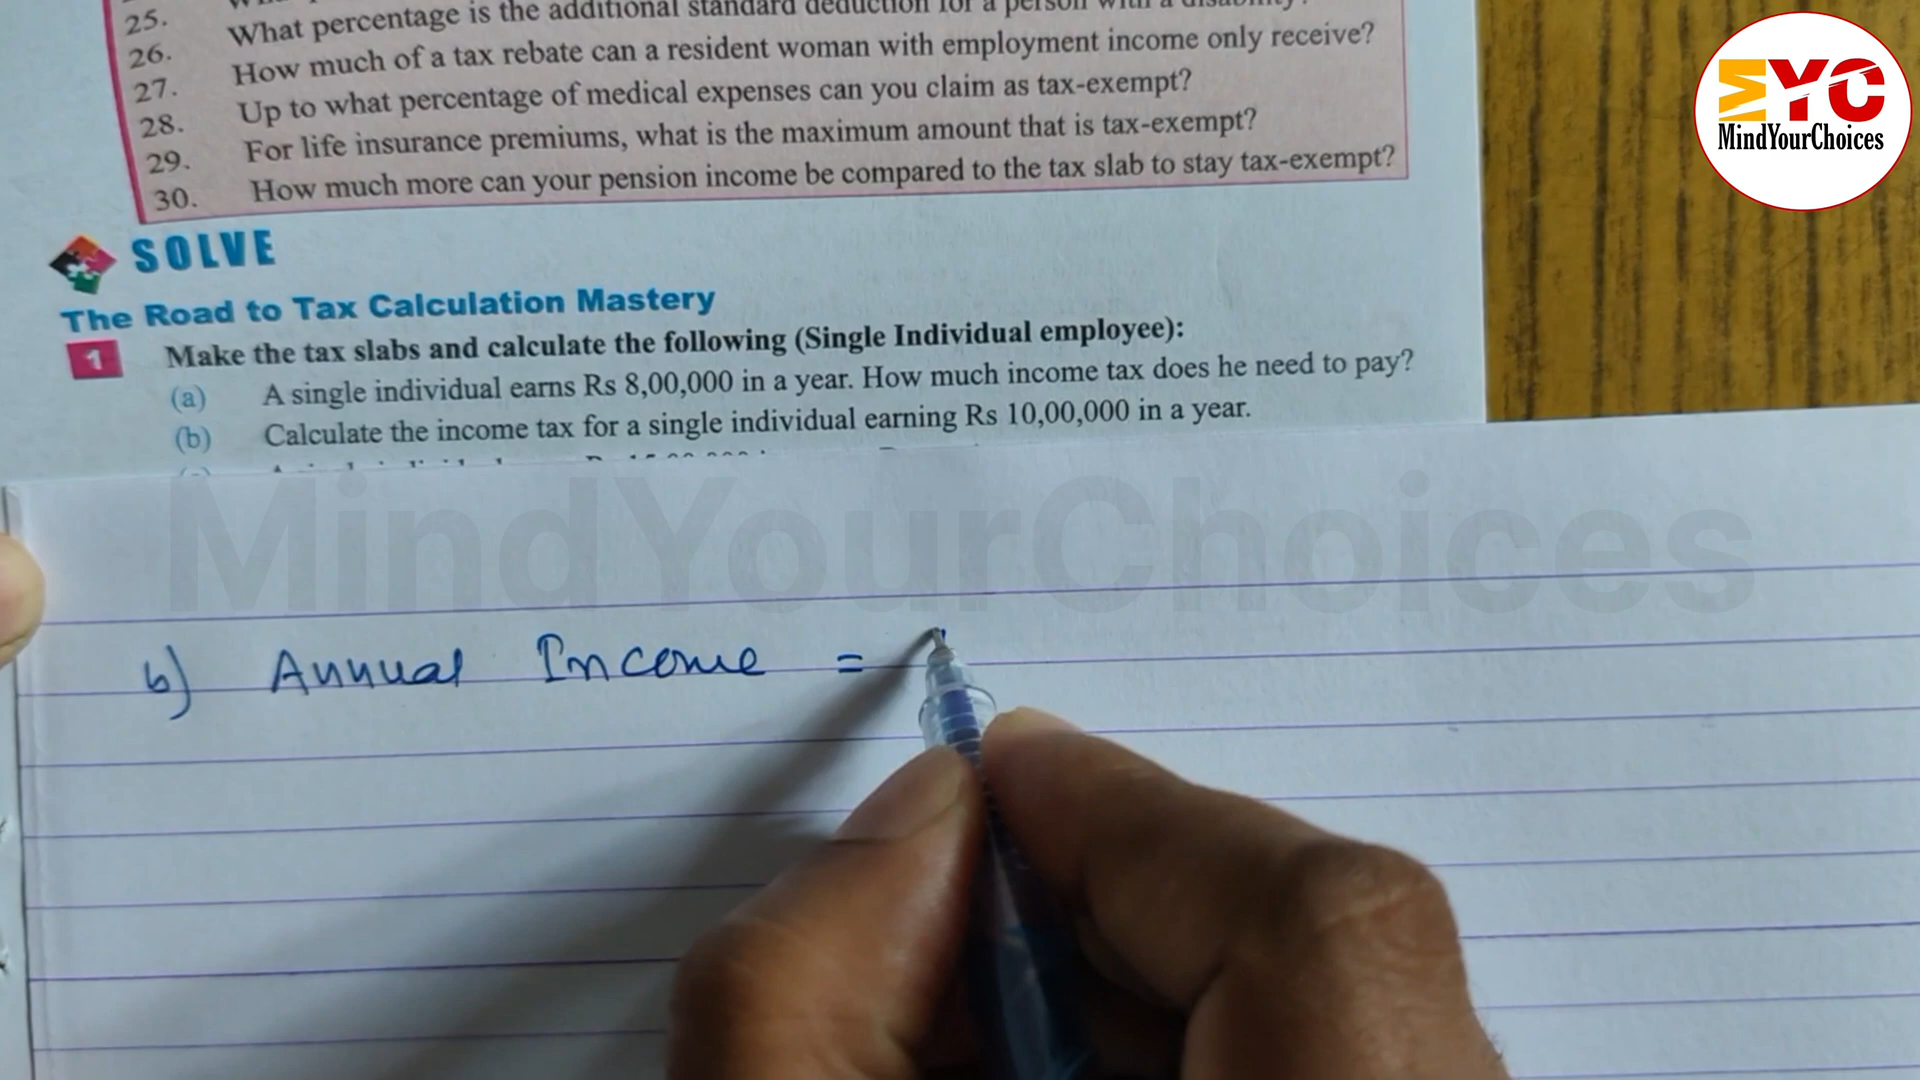 25. What percentage is the additional standard deduction for a person with a disability?
26. How much of a tax rebate can a resident woman with employment income only receive?
27. Up to what percentage of medical expenses can you claim as tax-exempt?
28. For life insurance premiums, what is the maximum amount that is tax-exempt?
29. How much more can your pension income be compared to the tax slab to stay tax-exempt?
30.
MYC
MindYourChoices
SOLVE
The Road to Tax Calculation Mastery
1 Make the tax slabs and calculate the following (Single Individual employee):
(a) A single individual earns Rs 8,00,000 in a year. How much income tax does he need to pay?
(b) Calculate the income tax for a single individual earning Rs 10,00,000 in a year.
MindYourChoices
b) Annual Income =